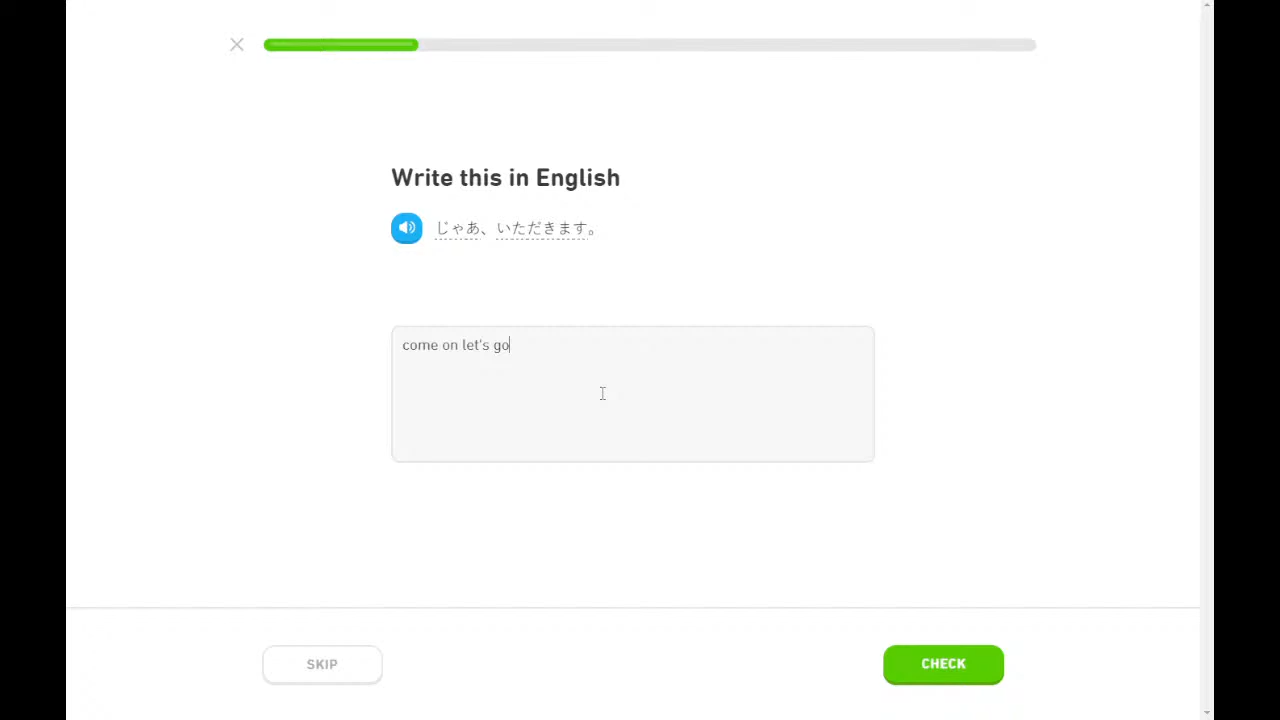 Write this in English
じゃあ、いただきます。
come on let's go
SKIP
CHECK